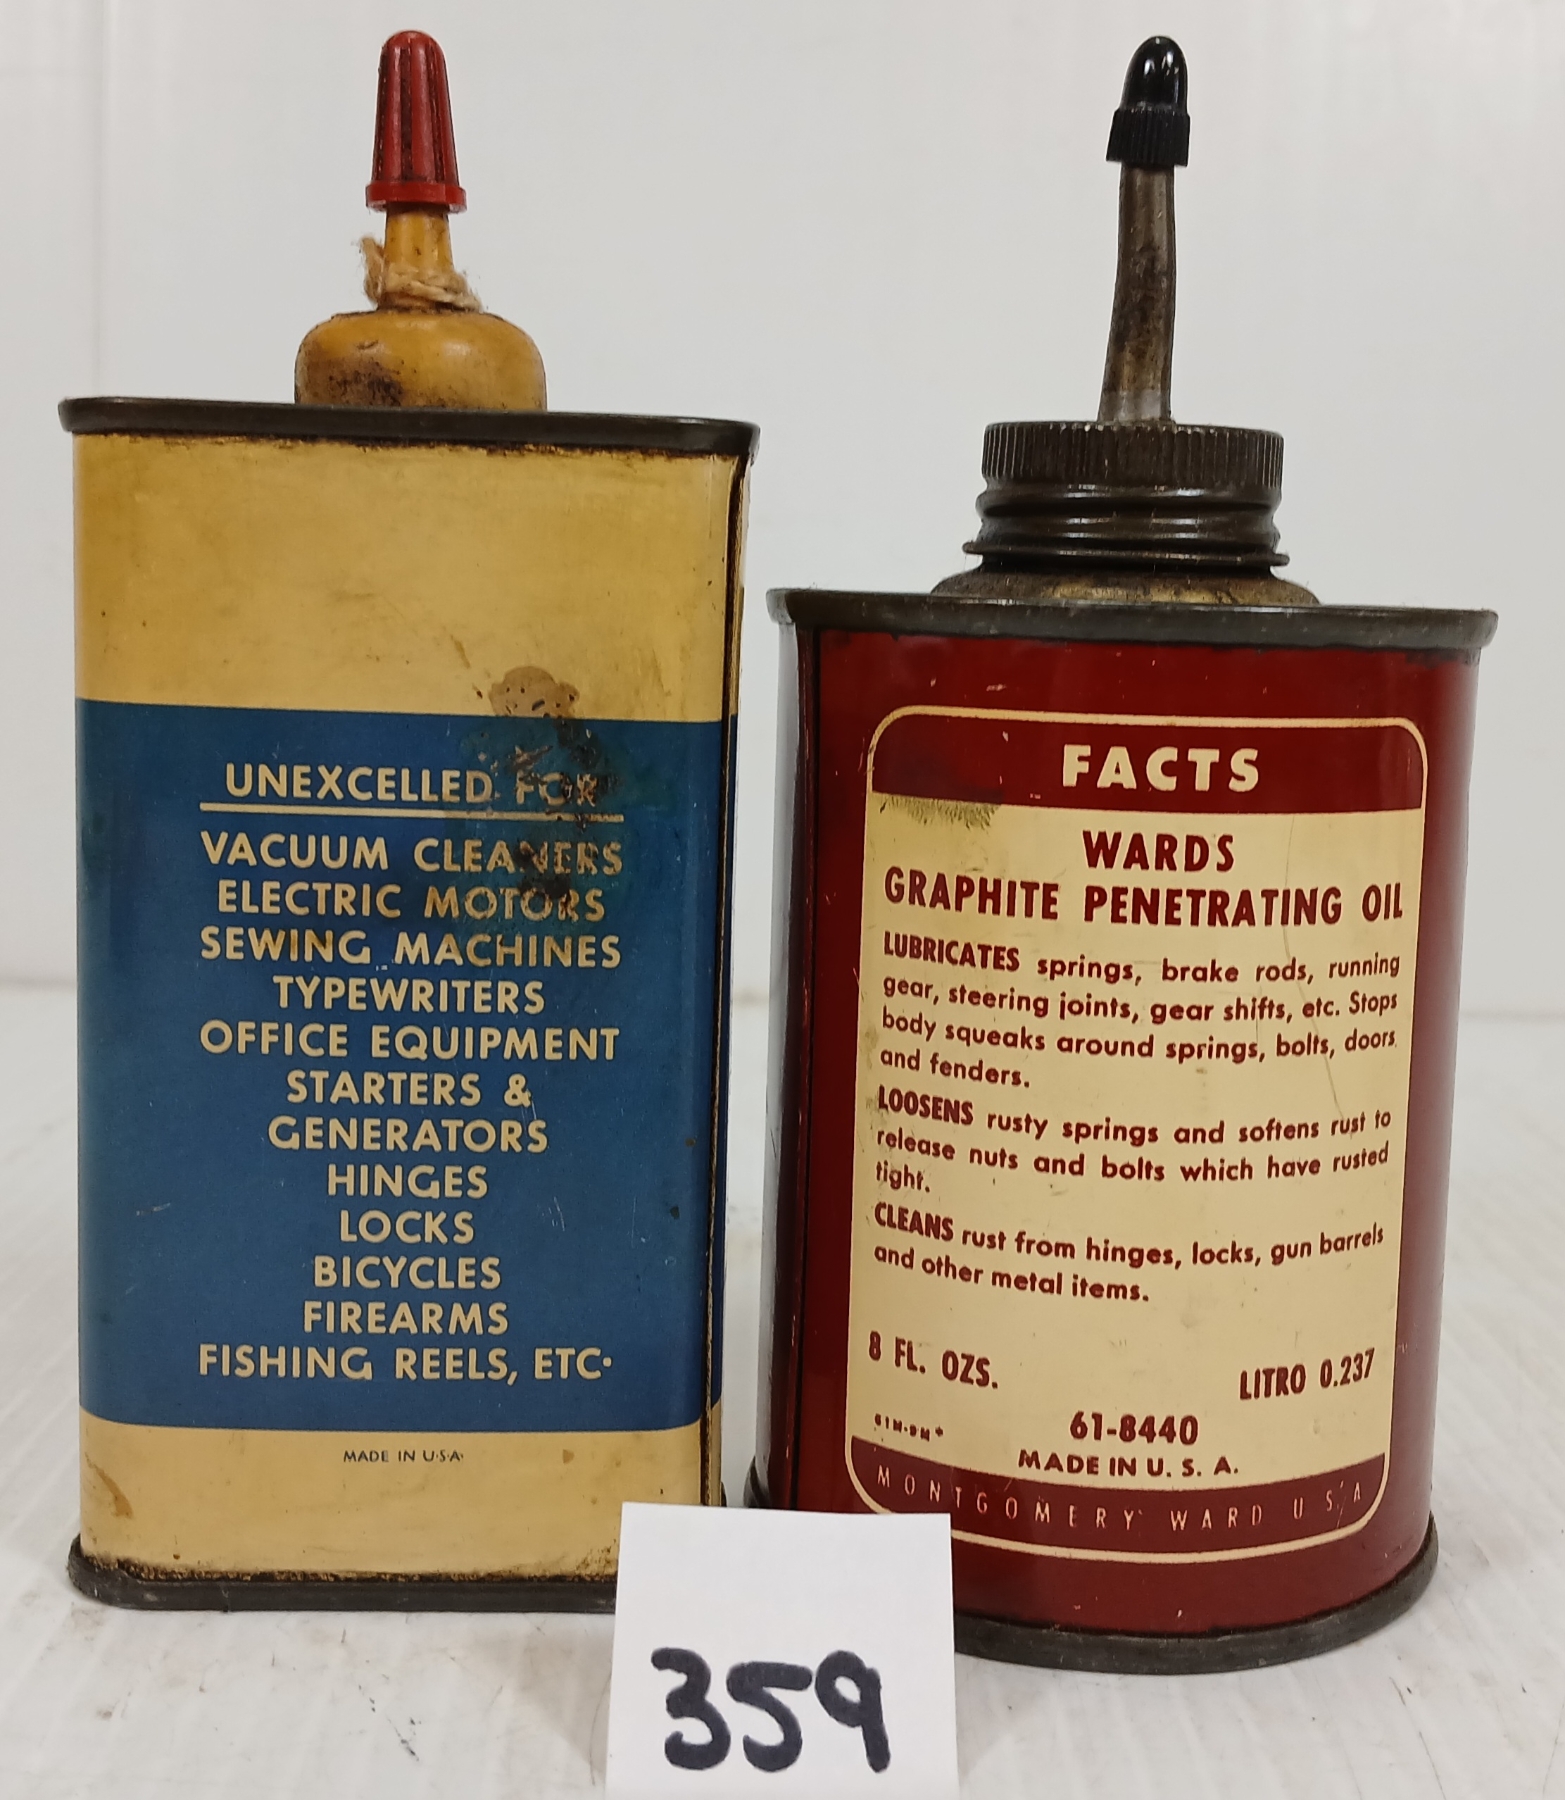 UNEXCELLED FOR
VACUUM CLEANERS
ELECTRIC MOTORS
SEWING MACHINES
TYPEWRITERS
OFFICE EQUIPMENT
STARTERS &
GENERATORS
HINGES
LOCKS
BICYCLES
FIREARMS
FISHING REELS, ETC.
MADE IN U.S.A.
FACTS
WARDS
GRAPHITE PENETRATING OIL
LUBRICATES springs, brake rods, running
gear, steering joints, gear shifts, etc. Stops
body squeaks around springs, bolts, doors
and fenders.
LOOSENS rusty springs and softens rust to
release nuts and bolts which have rusted
tight.
CLEANS rust from hinges, locks, gun barrels
and other metal items.
8 FL. OZS. LITRO 0.237
61-8440
MADE IN U. S. A.
MONTGOMERY WARD U S A
359